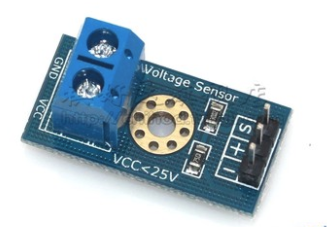 Voltage Sensor
GND
VCC
VCC<25V
S
+
-